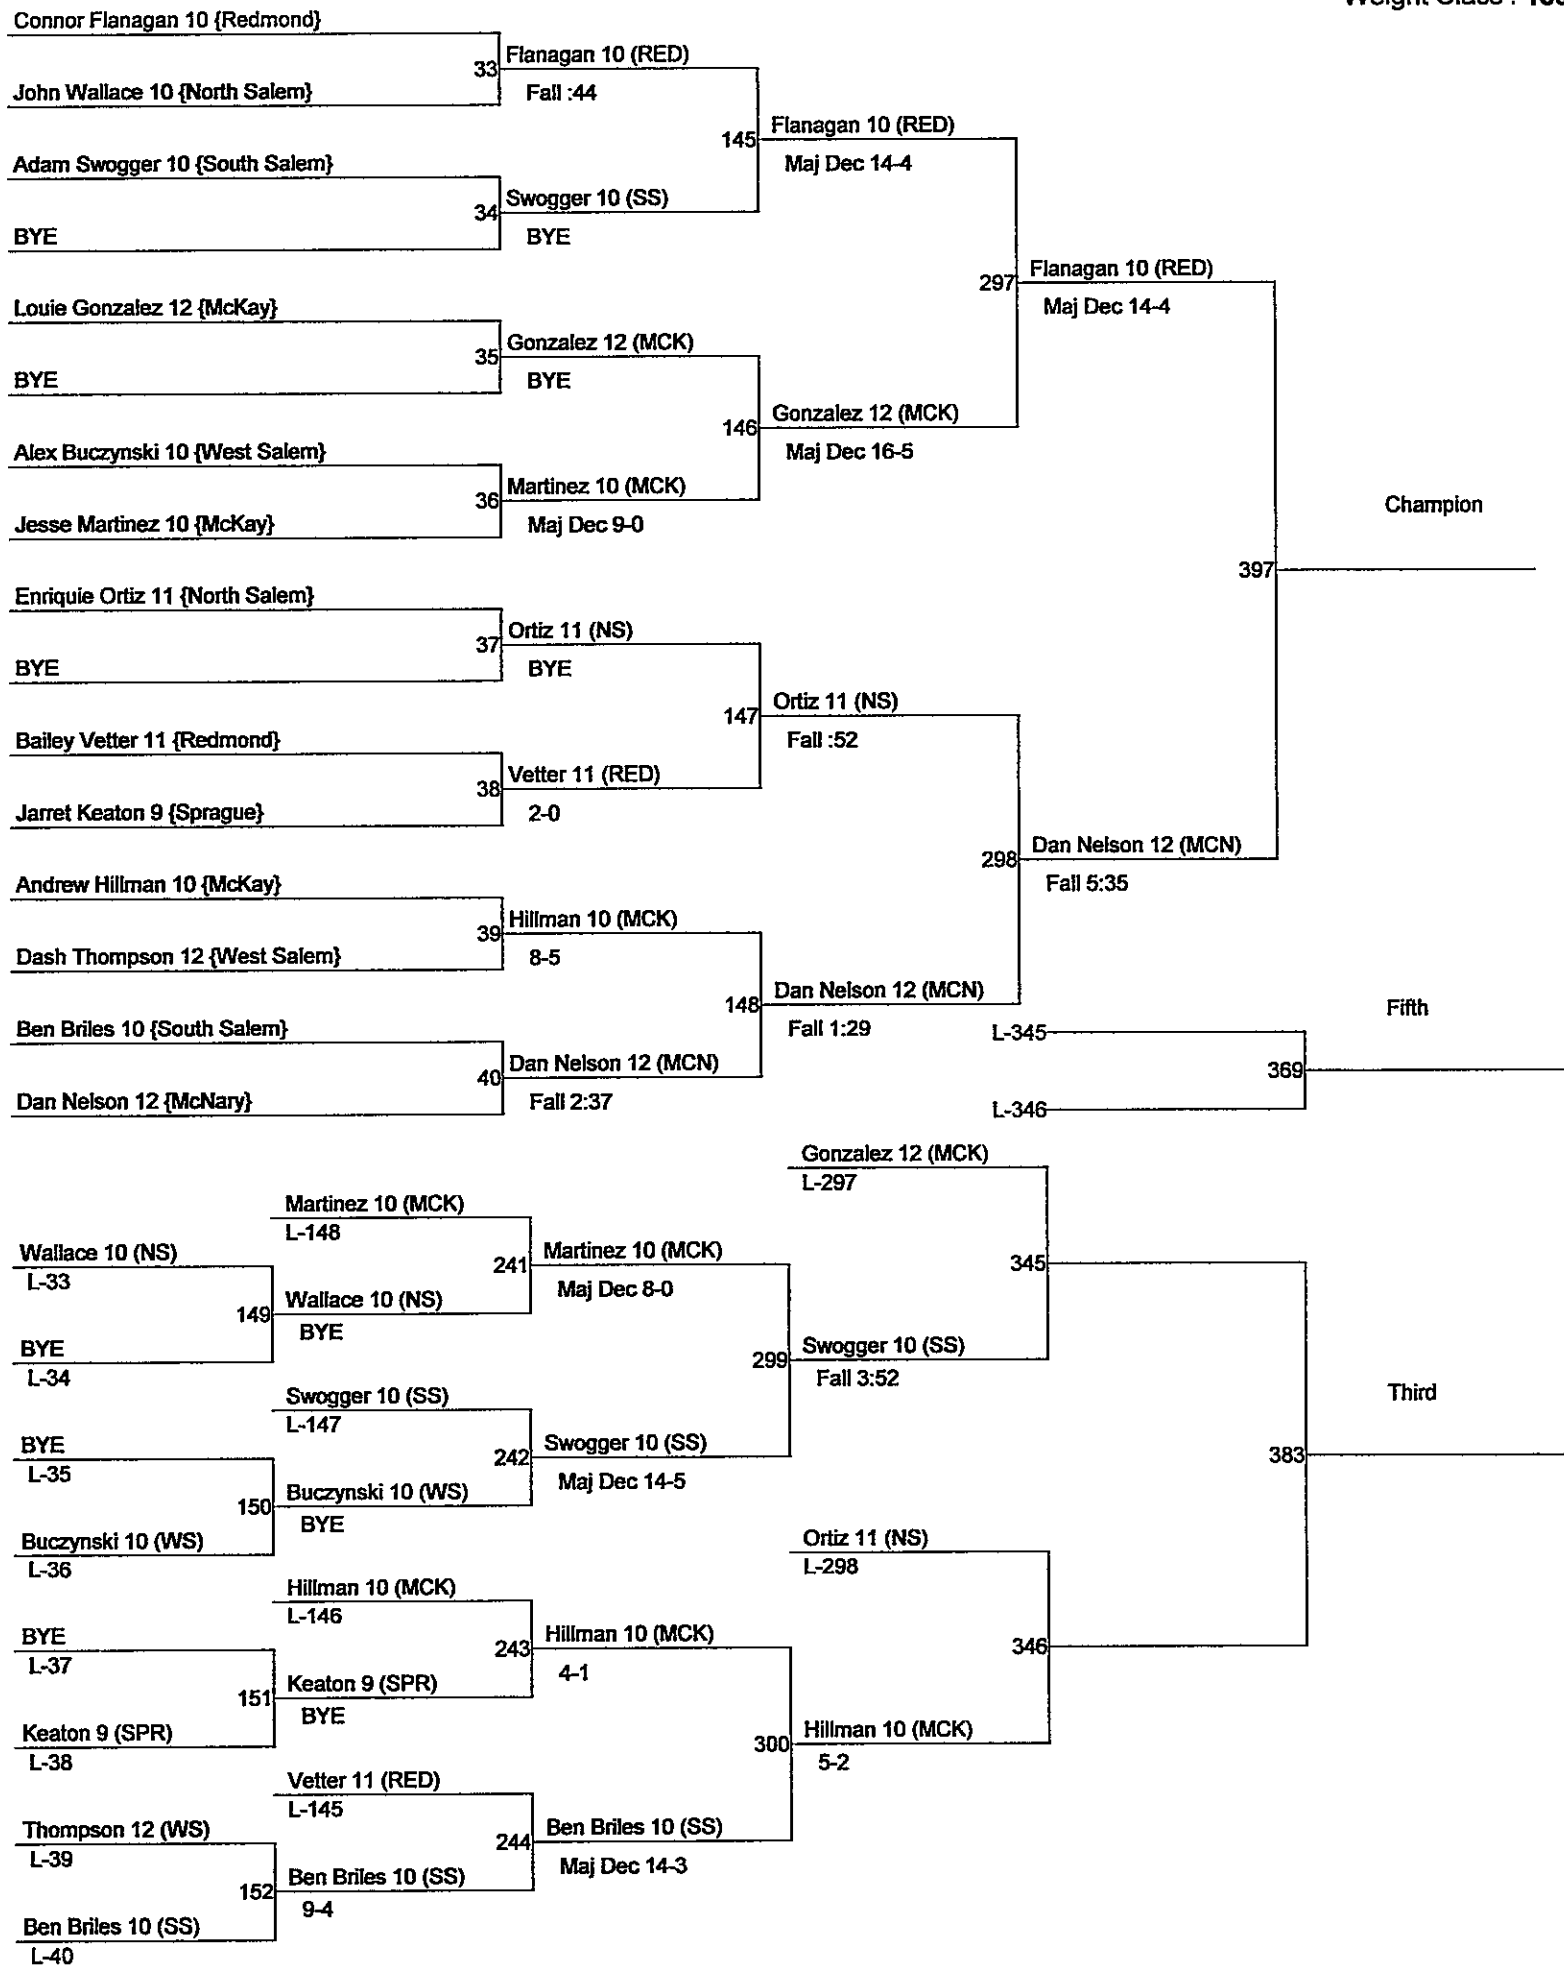 Weight Class :
Connor Flanagan 10 {Redmond}
33
Flanagan 10 (RED)
Fall :44
John Wallace 10 {North Salem}
145
Flanagan 10 (RED)
Maj Dec 14-4
Adam Swogger 10 {South Salem}
34
Swogger 10 (SS)
BYE
BYE
297
Flanagan 10 (RED)
Maj Dec 14-4
Louie Gonzalez 12 {McKay}
35
Gonzalez 12 (MCK)
BYE
BYE
146
Gonzalez 12 (MCK)
Maj Dec 16-5
Alex Buczynski 10 {West Salem}
36
Martinez 10 (MCK)
Maj Dec 9-0
Jesse Martinez 10 {McKay}
Champion
397
Enriquie Ortiz 11 {North Salem}
37
Ortiz 11 (NS)
BYE
BYE
147
Ortiz 11 (NS)
Fall :52
Bailey Vetter 11 {Redmond}
38
Vetter 11 (RED)
2-0
Jarret Keaton 9 {Sprague}
298
Dan Nelson 12 (MCN)
Fall 5:35
Andrew Hillman 10 {McKay}
39
Hillman 10 (MCK)
8-5
Dash Thompson 12 {West Salem}
148
Dan Nelson 12 (MCN)
Fall 1:29
Ben Briles 10 {South Salem}
40
Dan Nelson 12 (MCN)
Fall 2:37
Dan Nelson 12 {McNary}
Fifth
L-345
369
L-346
Gonzalez 12 (MCK)
L-297
Martinez 10 (MCK)
L-148
Wallace 10 (NS)
L-33
241
Martinez 10 (MCK)
Maj Dec 8-0
345
149
Wallace 10 (NS)
BYE
BYE
L-34
299
Swogger 10 (SS)
Fall 3:52
Swogger 10 (SS)
L-147
Third
BYE
L-35
242
Swogger 10 (SS)
Maj Dec 14-5
383
150
Buczynski 10 (WS)
BYE
Buczynski 10 (WS)
L-36
Ortiz 11 (NS)
L-298
Hillman 10 (MCK)
L-146
BYE
L-37
243
Hillman 10 (MCK)
4-1
346
151
Keaton 9 (SPR)
BYE
Keaton 9 (SPR)
L-38
300
Hillman 10 (MCK)
5-2
Vetter 11 (RED)
L-145
Thompson 12 (WS)
L-39
244
Ben Briles 10 (SS)
Maj Dec 14-3
152
Ben Briles 10 (SS)
9-4
Ben Briles 10 (SS)
L-40